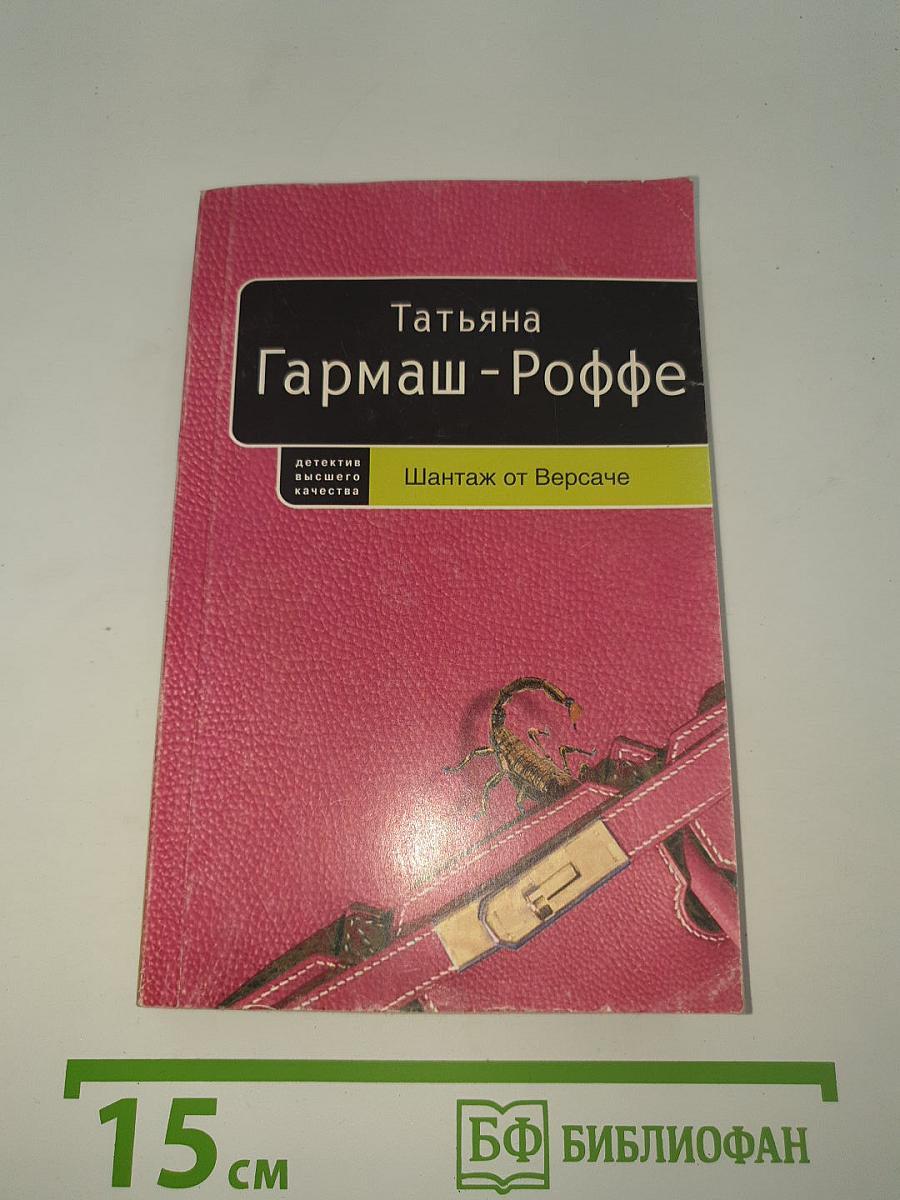 Татьяна
Гармаш-Роффе
детектив
высшего
качества
Шантаж от Версаче
15 см
БФ БИБЛИОФАН